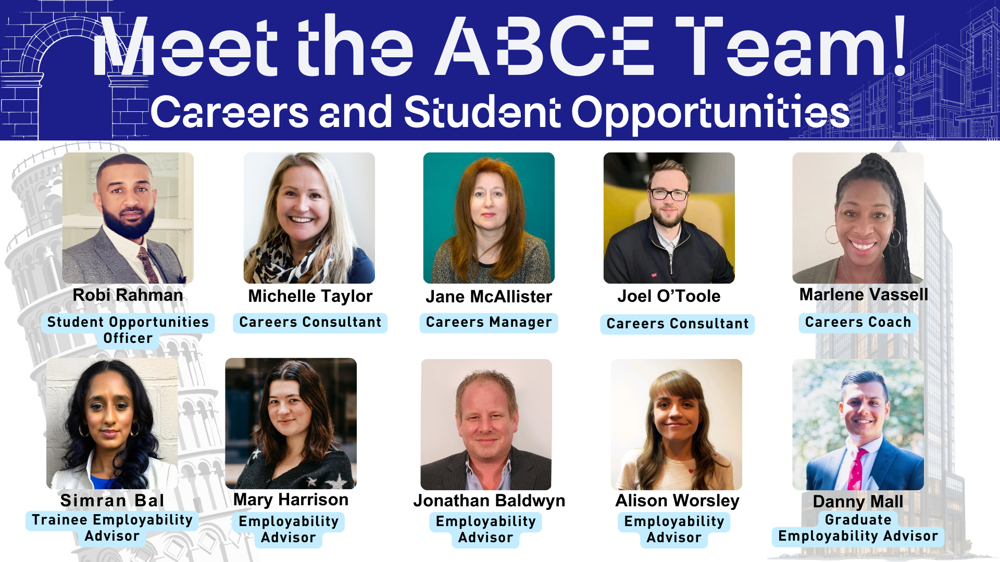 Meet the ABCE Team!
Careers and Student Opportunities
Robi Rahman
Student Opportunities
Officer
Michelle Taylor
Careers Consultant
Jane McAllister
Careers Manager
Joel O’Toole
Careers Consultant
Marlene Vassell
Careers Coach
Simran Bal
Trainee Employability
Advisor
Mary Harrison
Employability
Advisor
Jonathan Baldwyn
Employability
Advisor
Alison Worsley
Employability
Advisor
Danny Mall
Graduate
Employability Advisor